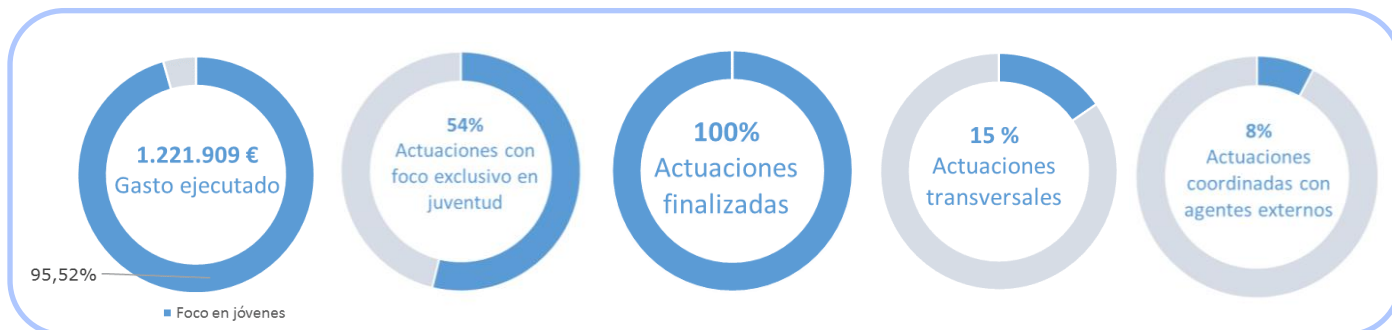 1.221.909 €
Gasto ejecutado
95,52%
Foco en jóvenes
54%
Actuaciones con
foco exclusivo en
juventud
100%
Actuaciones
finalizadas
15 %
Actuaciones
transversales
8%
Actuaciones
coordinadas con
agentes externos